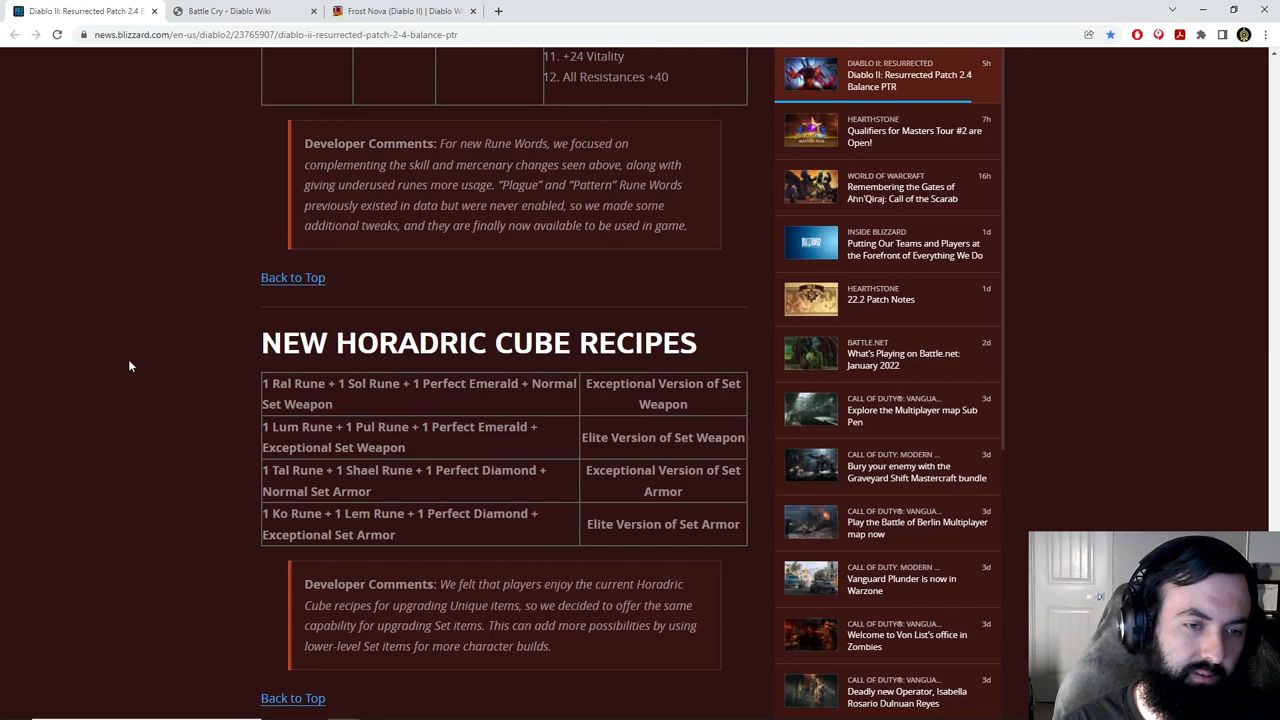 Diablo II: Resurrected Patch 2.4 B
Battle Cry - Diablo Wiki
Frost Nova (Diablo II) | Diablo Wi
news.blizzard.com/en-us/diablo2/23765907/diablo-ii-resurrected-patch-2-4-balance-ptr
11. +24 Vitality
12. All Resistances +40
Developer Comments: For new Rune Words, we focused on
complementing the skill and mercenary changes seen above, along with
giving underused runes more usage. “Plague” and “Pattern” Rune Words
previously existed in data but were never enabled, so we made some
additional tweaks, and they are finally now available to be used in game.
Back to Top
NEW HORADRIC CUBE RECIPES
1 Ral Rune + 1 Sol Rune + 1 Perfect Emerald + Normal
Set Weapon
Exceptional Version of Set
Weapon
1 Lum Rune + 1 Pul Rune + 1 Perfect Emerald +
Exceptional Set Weapon
Elite Version of Set Weapon
1 Tal Rune + 1 Shael Rune + 1 Perfect Diamond +
Normal Set Armor
Exceptional Version of Set
Armor
1 Ko Rune + 1 Lem Rune + 1 Perfect Diamond +
Exceptional Set Armor
Elite Version of Set Armor
Developer Comments: We felt that players enjoy the current Horadric
Cube recipes for upgrading Unique items, so we decided to offer the same
capability for upgrading Set items. This can add more possibilities by using
lower-level Set items for more character builds.
Back to Top
DIABLO II: RESURRECTED 5h
Diablo II: Resurrected Patch 2.4
Balance PTR
HEARTHSTONE 7h
Qualifiers for Masters Tour #2 are
Open!
WORLD OF WARCRAFT 16h
Remembering the Gates of
Ahn'Qiraj: Call of the Scarab
INSIDE BLIZZARD 1d
Putting Our Teams and Players at
the Forefront of Everything We Do
HEARTHSTONE 1d
22.2 Patch Notes
BATTLE.NET 2d
What's Playing on Battle.net:
January 2022
CALL OF DUTY®: VANGUA... 3d
Explore the Multiplayer map Sub
Pen
CALL OF DUTY: MODERN ... 3d
Bury your enemy with the
Graveyard Shift Mastercraft bundle
CALL OF DUTY®: VANGUA... 3d
Play the Battle of Berlin Multiplayer
map now
CALL OF DUTY: MODERN ... 3d
Vanguard Plunder is now in
Warzone
CALL OF DUTY®: VANGUA... 3d
Welcome to Von List's office in
Zombies
CALL OF DUTY®: VANGUA... 3d
Deadly new Operator, Isabella
Rosario Dulnuan Reyes